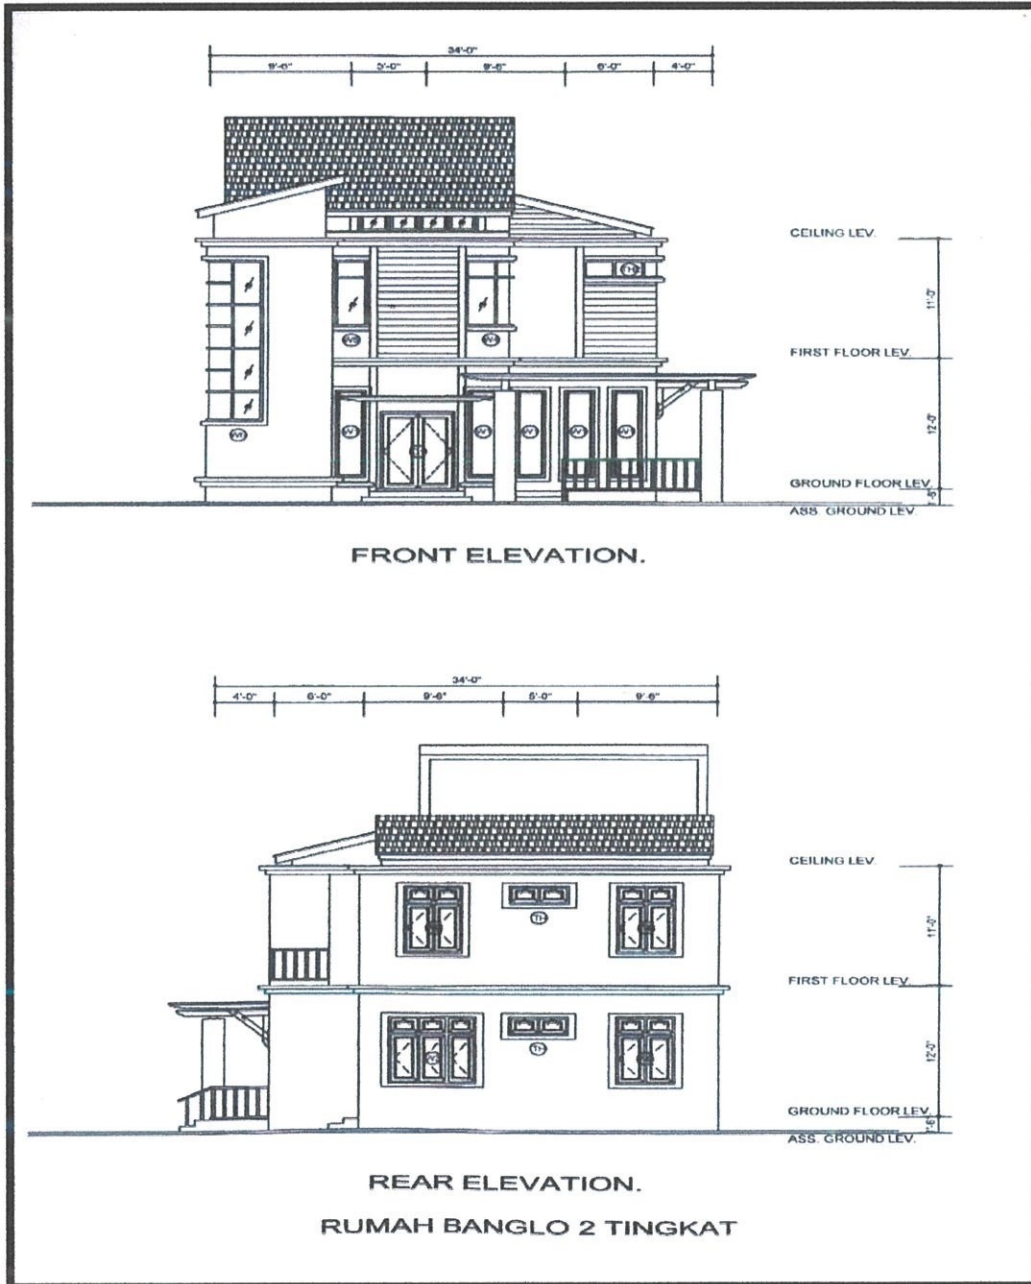 34'-0"
9'-6" 5'-0" 9'-6" 6'-0" 4'-0"
CEILING LEV.
11'-0"
FIRST FLOOR LEV.
12'-0"
GROUND FLOOR LEV.
ASS. GROUND LEV.
FRONT ELEVATION.
34'-0"
4'-0" 6'-0" 9'-6" 5'-0" 9'-6"
CEILING LEV.
TH
11'-0"
FIRST FLOOR LEV.
TH
12'-0"
GROUND FLOOR LEV.
1'-6"
ASS. GROUND LEV.
REAR ELEVATION.
RUMAH BANGLO 2 TINGKAT